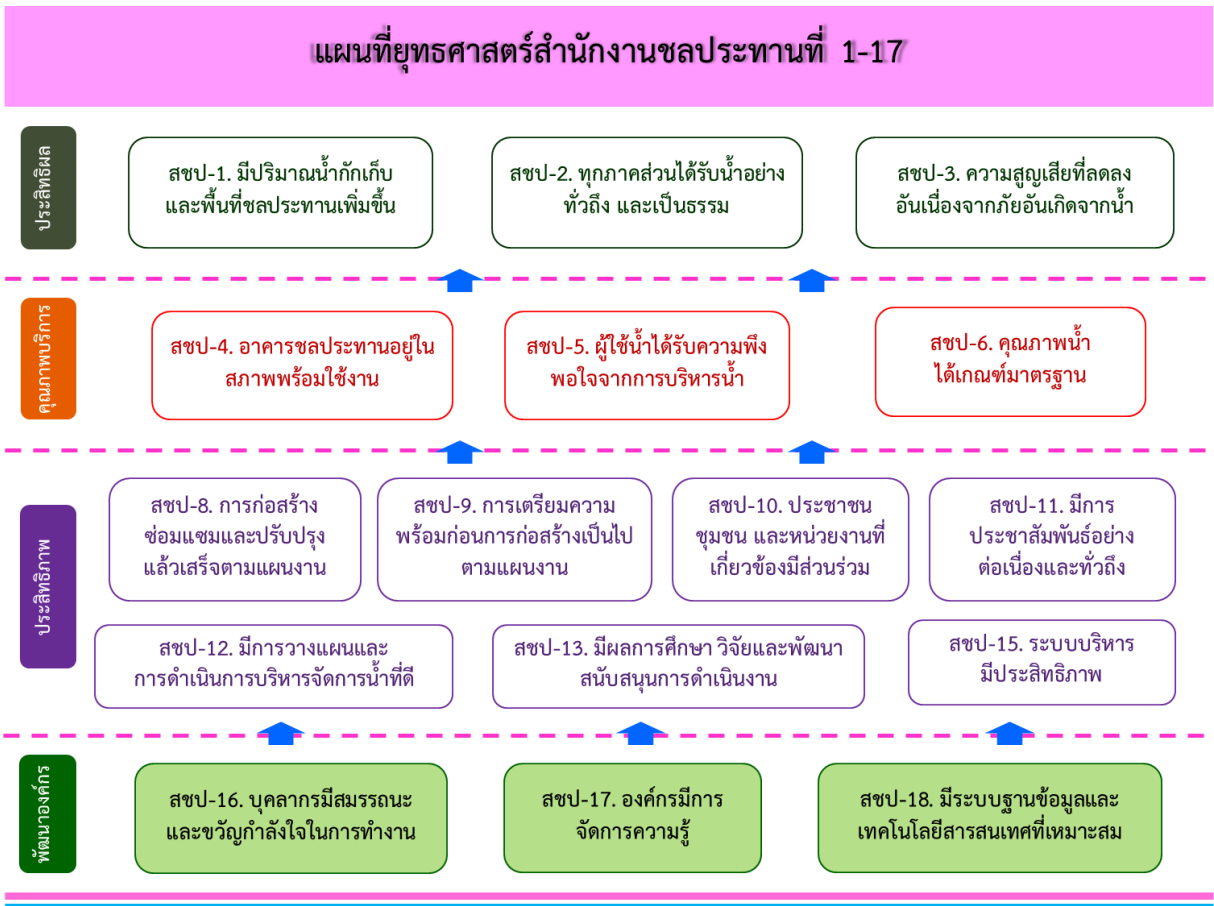 แผนที่ยุทธศาสตร์สำนักงานชลประทานที่ 1-17
ประสิทธิผล
สชป-1. มีปริมาณน้ำกักเก็บ
และพื้นที่ชลประทานเพิ่มขึ้น
สชป-2. ทุกภาคส่วนได้รับน้ำอย่าง
ทั่วถึง และเป็นธรรม
สชป-3. ความสูญเสียที่ลดลง
อันเนื่องจากภัยอันเกิดจากน้ำ
คุณภาพบริการ
สชป-4. อาคารชลประทานอยู่ใน
สภาพพร้อมใช้งาน
สชป-5. ผู้ใช้น้ำได้รับความพึง
พอใจจากการบริหารน้ำ
สชป-6. คุณภาพน้ำ
ได้เกณฑ์มาตรฐาน
ประสิทธิภาพ
สชป-8. การก่อสร้าง
ซ่อมแซมและปรับปรุง
แล้วเสร็จตามแผนงาน
สชป-9. การเตรียมความ
พร้อมก่อนการก่อสร้างเป็นไป
ตามแผนงาน
สชป-10. ประชาชน
ชุมชน และหน่วยงานที่
เกี่ยวข้องมีส่วนร่วม
สชป-11. มีการ
ประชาสัมพันธ์อย่าง
ต่อเนื่องและทั่วถึง
สชป-12. มีการวางแผนและ
การดำเนินการบริหารจัดการน้ำที่ดี
สชป-13. มีผลการศึกษา วิจัยและพัฒนา
สนับสนุนการดำเนินงาน
สชป-15. ระบบบริหาร
มีประสิทธิภาพ
พัฒนาองค์กร
สชป-16. บุคลากรมีสมรรถนะ
และขวัญกำลังใจในการทำงาน
สชป-17. องค์กรมีการ
จัดการความรู้
สชป-18. มีระบบฐานข้อมูลและ
เทคโนโลยีสารสนเทศที่เหมาะสม